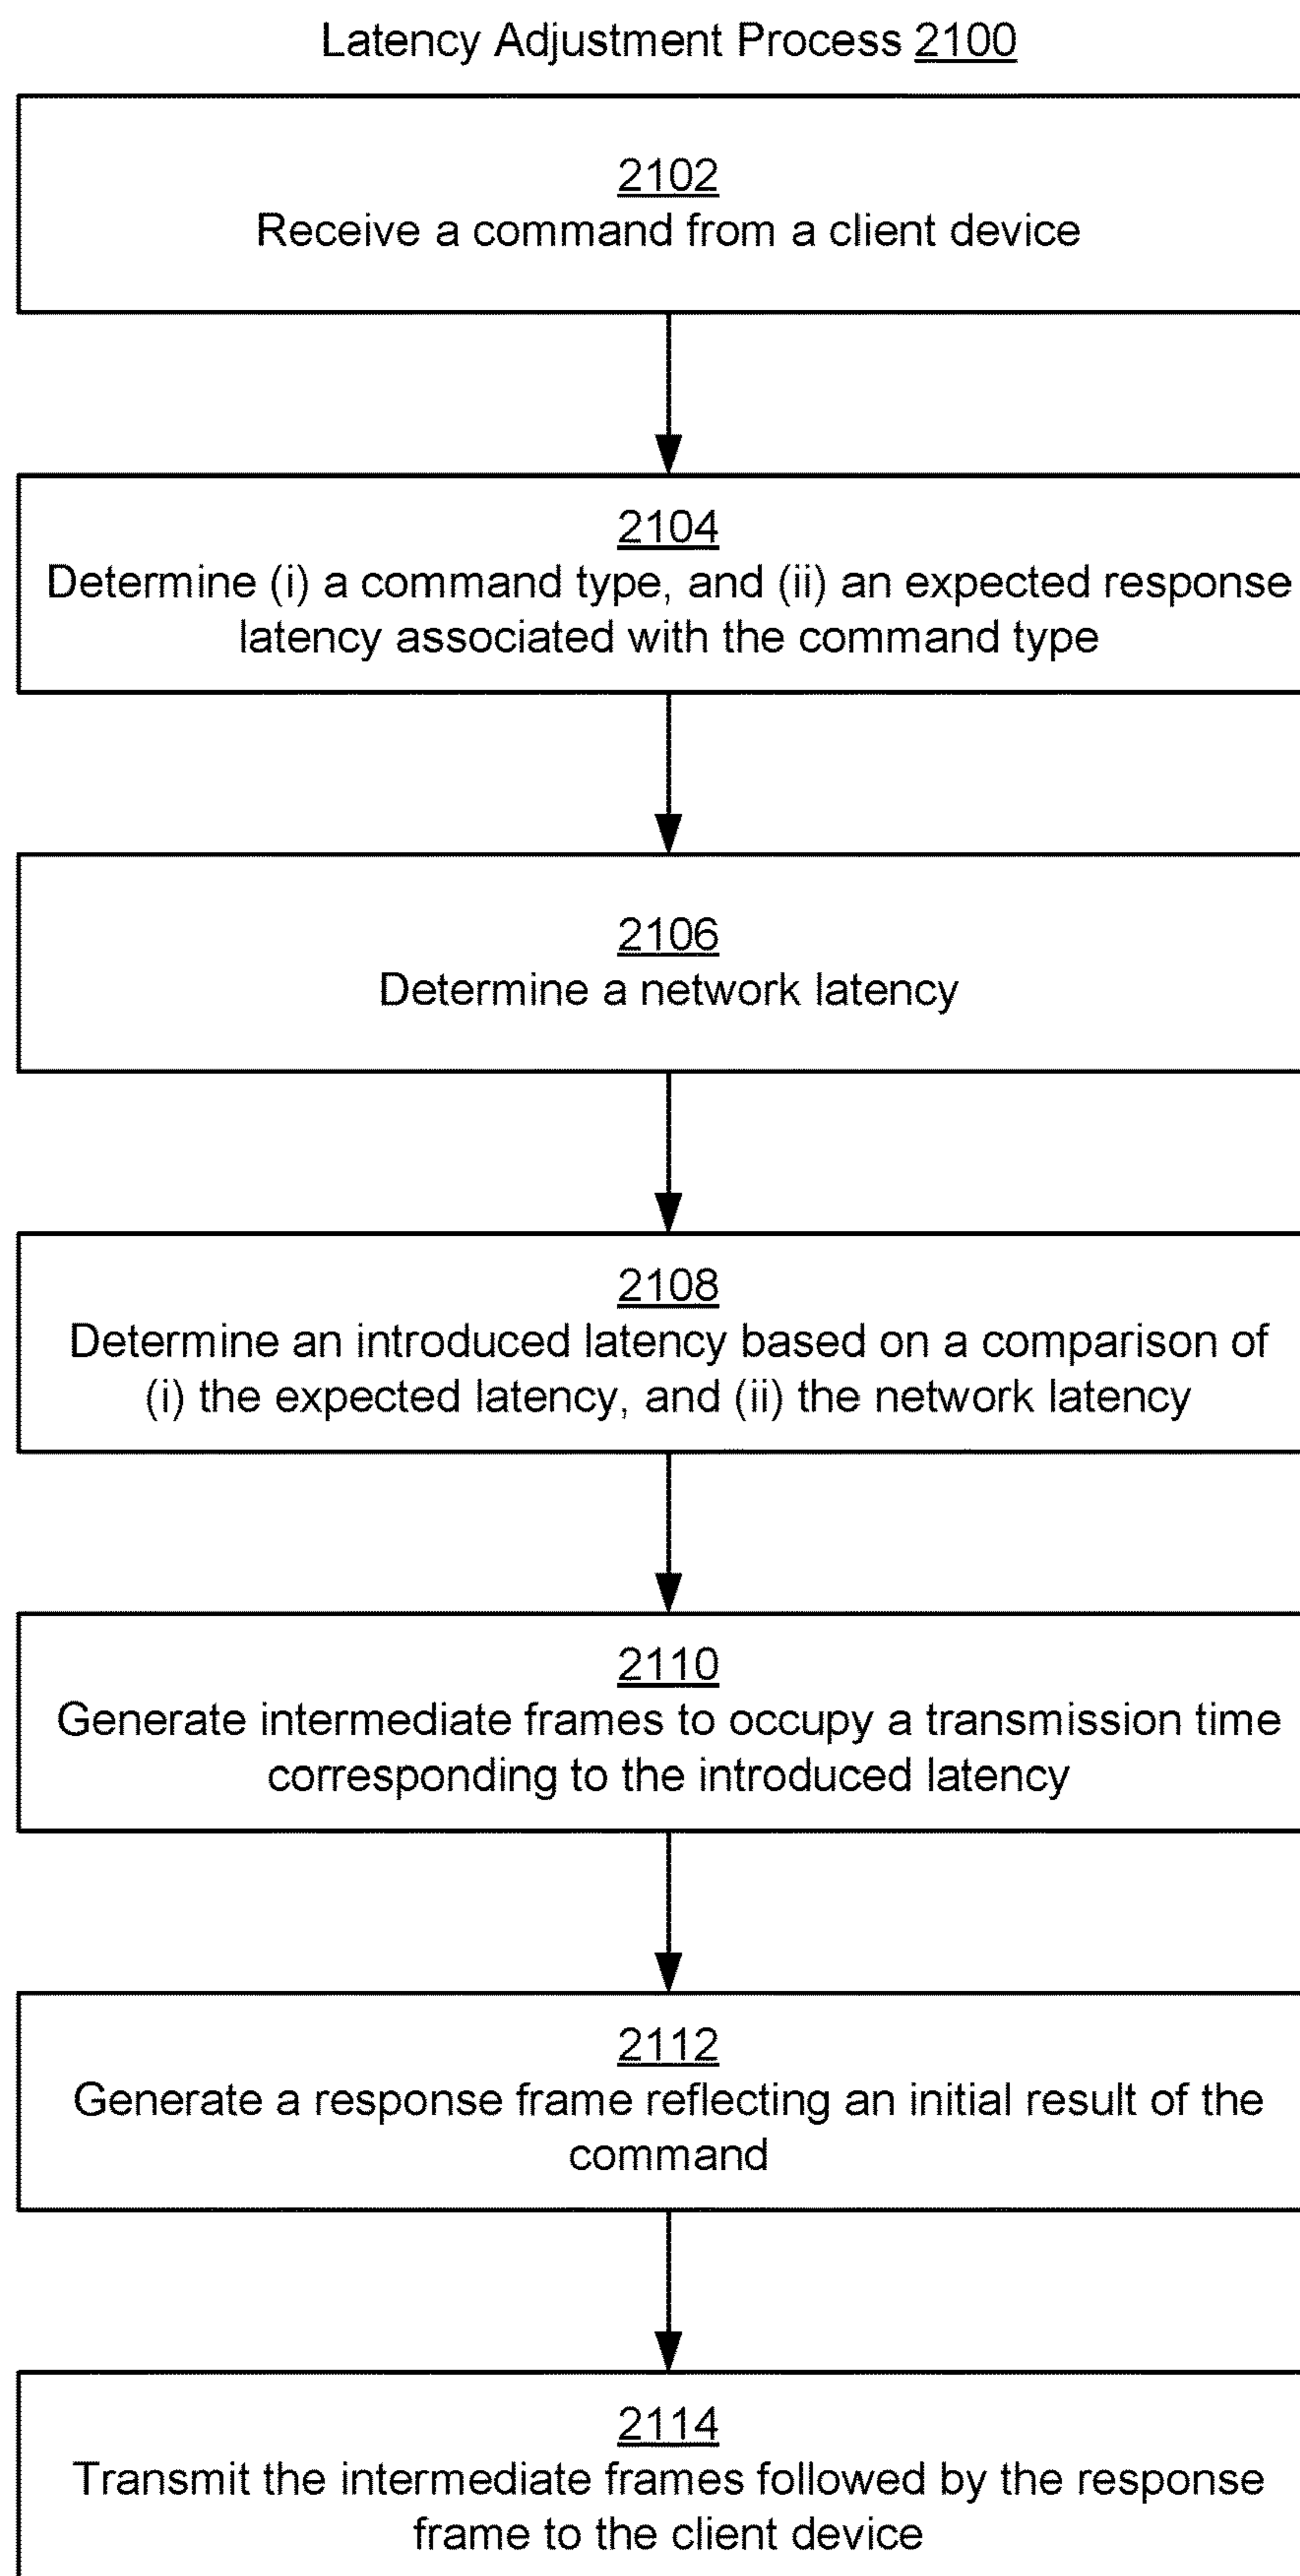 Latency Adjustment Process 2100
2102
Receive a command from a client device
2104
Determine (i) a command type, and (ii) an expected response
latency associated with the command type
2106
Determine a network latency
2108
Determine an introduced latency based on a comparison of
(i) the expected latency, and (ii) the network latency
2110
Generate intermediate frames to occupy a transmission time
corresponding to the introduced latency
2112
Generate a response frame reflecting an initial result of the
command
2114
Transmit the intermediate frames followed by the response
frame to the client device